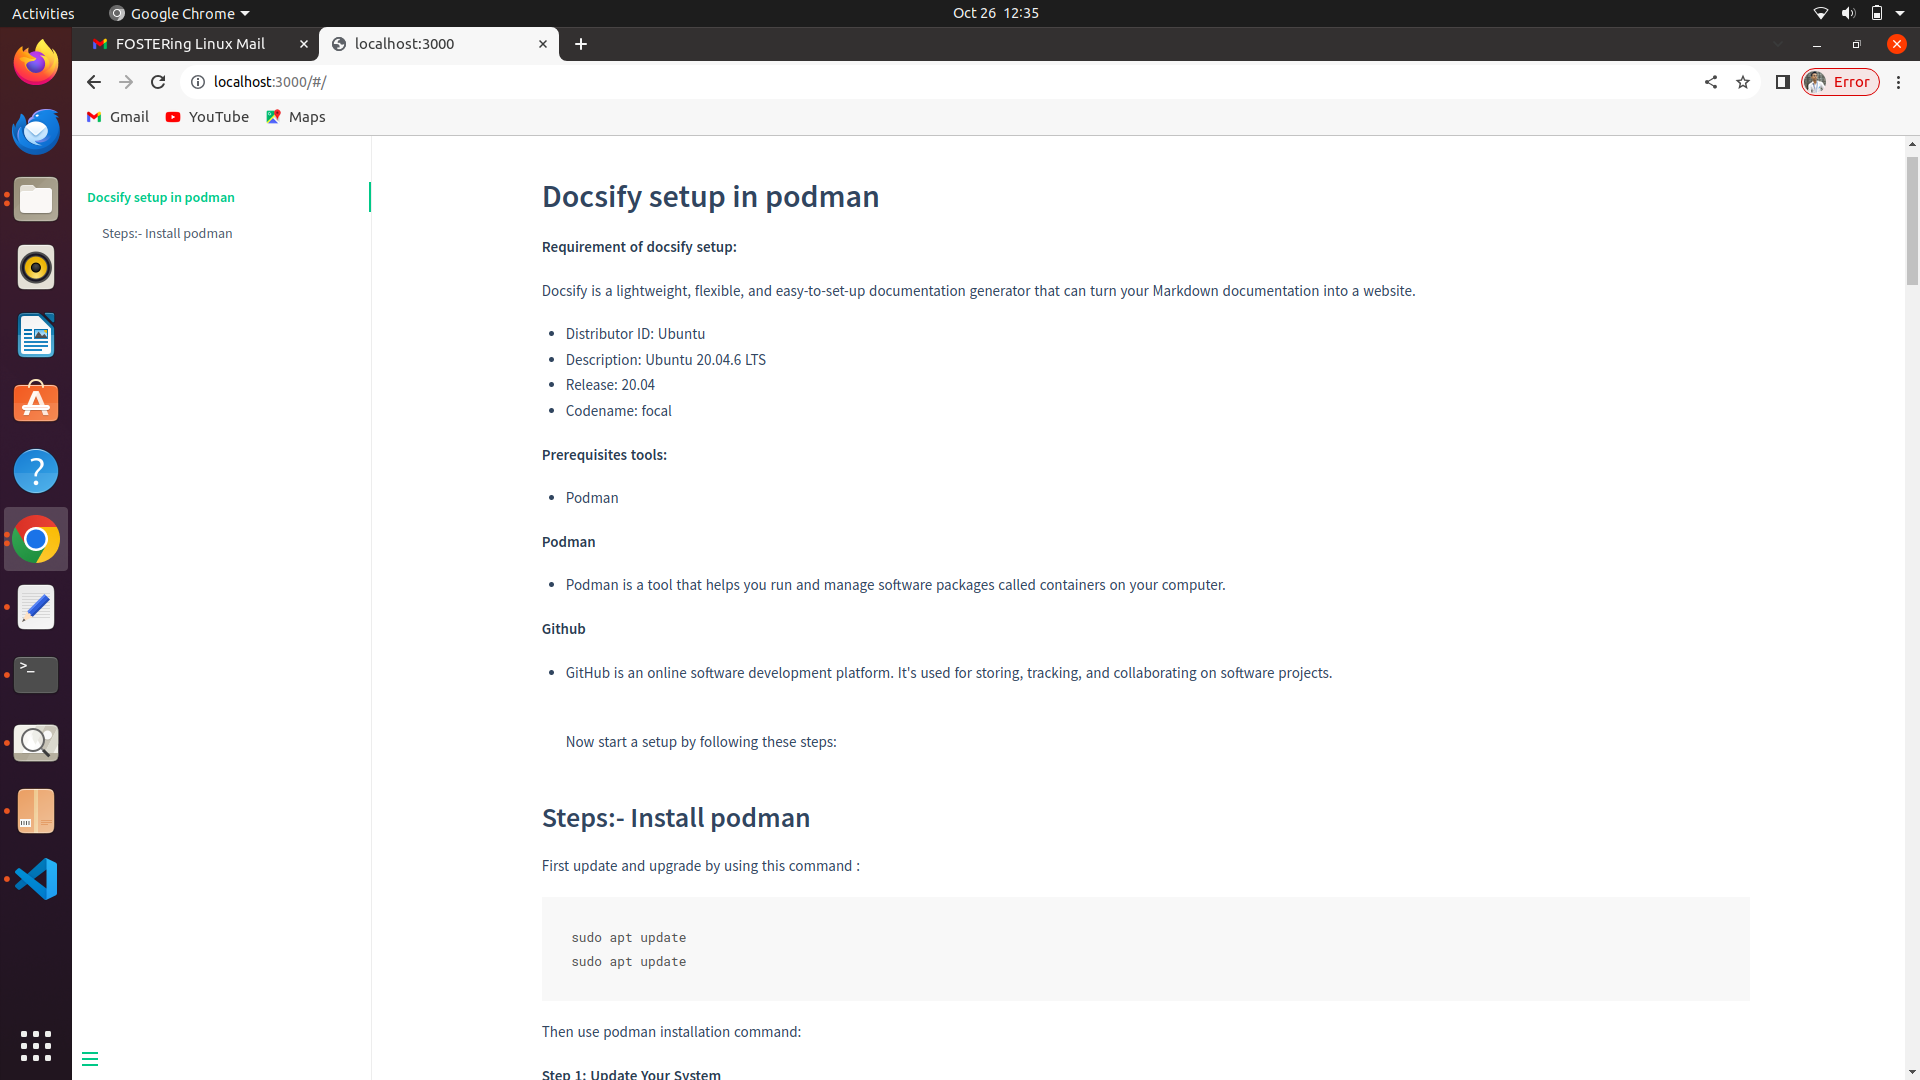 Activities
Google Chrome
Oct 26 12:35
FOSTERing Linux Mail
localhost:3000
localhost:3000/#/
Error
Gmail
YouTube
Maps
Docsify setup in podman
Steps:- Install podman
Docsify setup in podman
Requirement of docsify setup:
Docsify is a lightweight, flexible, and easy-to-set-up documentation generator that can turn your Markdown documentation into a website.
Distributor ID: Ubuntu
Description: Ubuntu 20.04.6 LTS
Release: 20.04
Codename: focal
Prerequisites tools:
Podman
Podman
Podman is a tool that helps you run and manage software packages called containers on your computer.
Github
GitHub is an online software development platform. It's used for storing, tracking, and collaborating on software projects.
Now start a setup by following these steps:
Steps:- Install podman
First update and upgrade by using this command :
sudo apt update
sudo apt update
Then use podman installation command:
Step 1: Update Your System